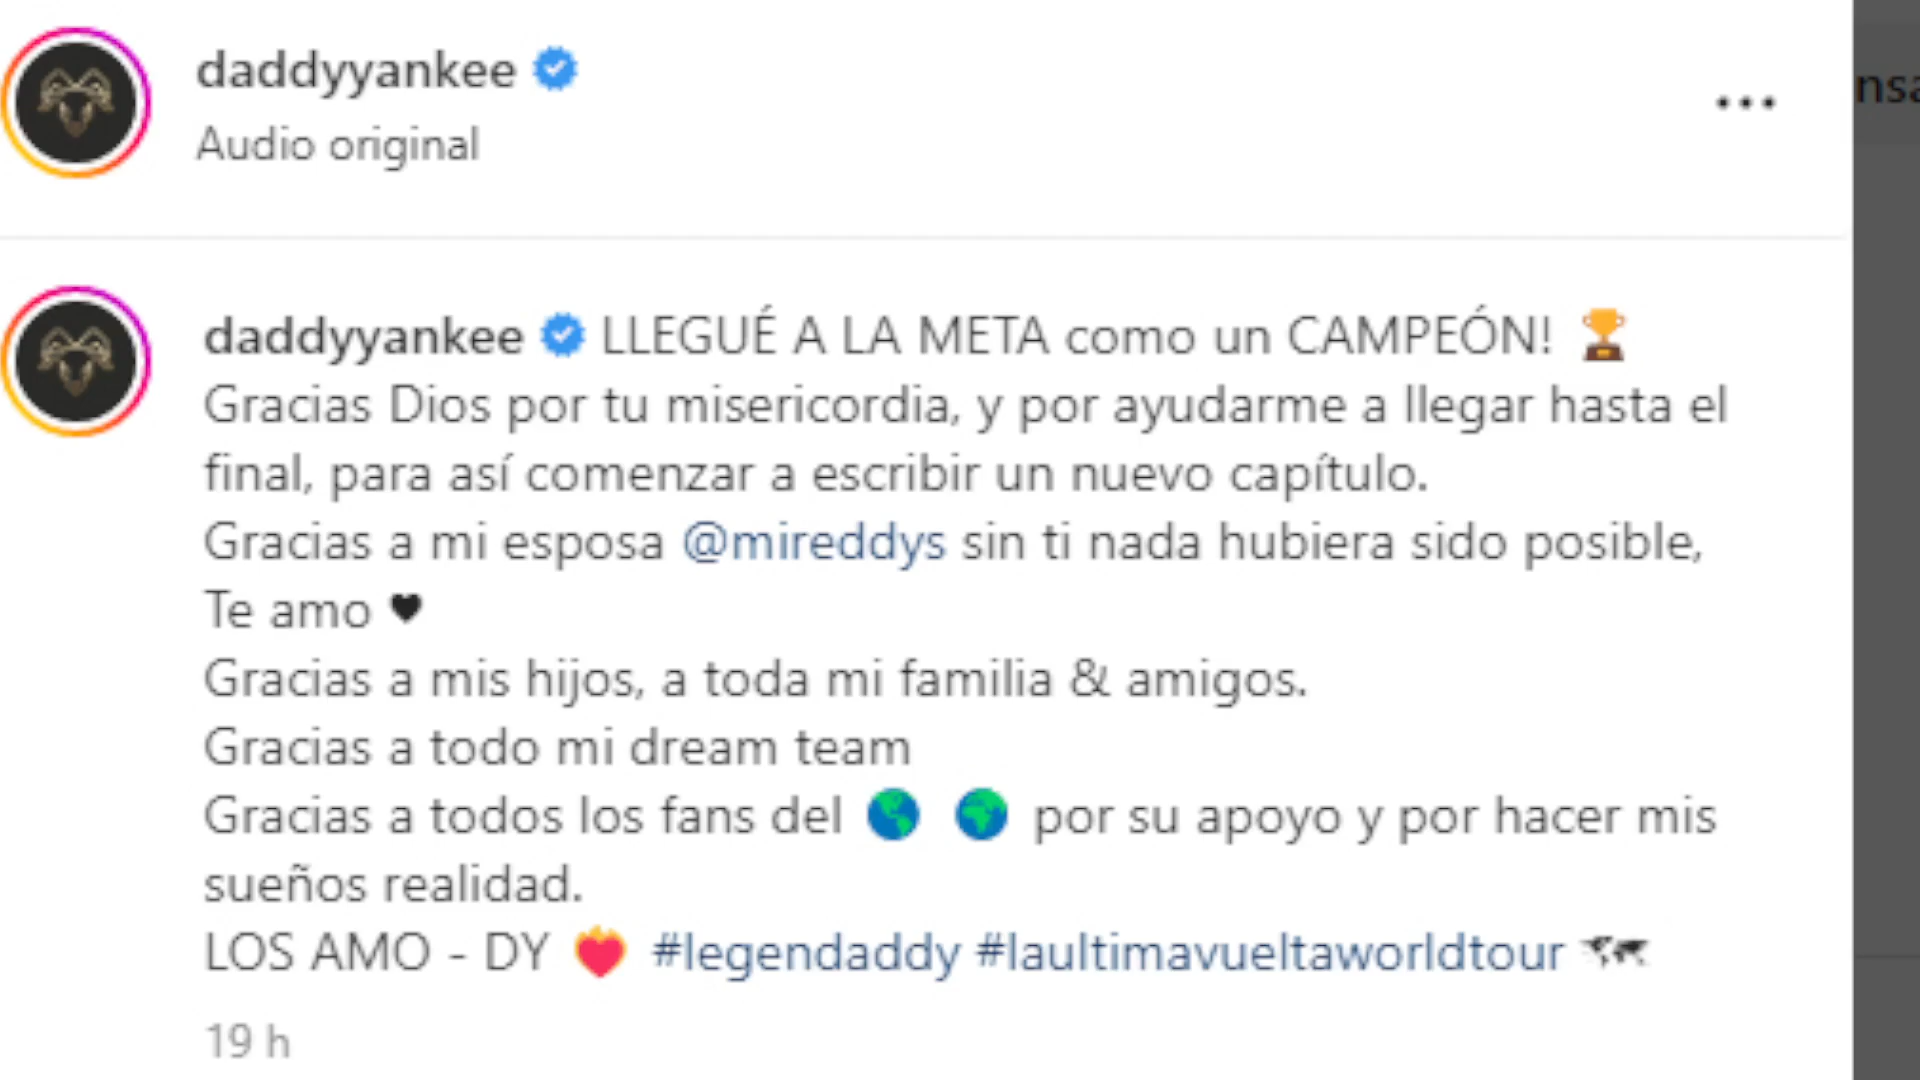 daddyyankee
Audio original
nsa
daddyyankee LLEGUÉ A LA META como un CAMPEÓN! 🏆
Gracias Dios por tu misericordia, y por ayudarme a llegar hasta el
final, para así comenzar a escribir un nuevo capítulo.
Gracias a mi esposa @mireddys sin ti nada hubiera sido posible,
Te amo ♥
Gracias a mis hijos, a toda mi familia & amigos.
Gracias a todo mi dream team
Gracias a todos los fans del 🌎 🌍 por su apoyo y por hacer mis
sueños realidad.
LOS AMO - DY ❤️‍🔥 #legendaddy #laultimavueltaworldtour 🗺
19 h